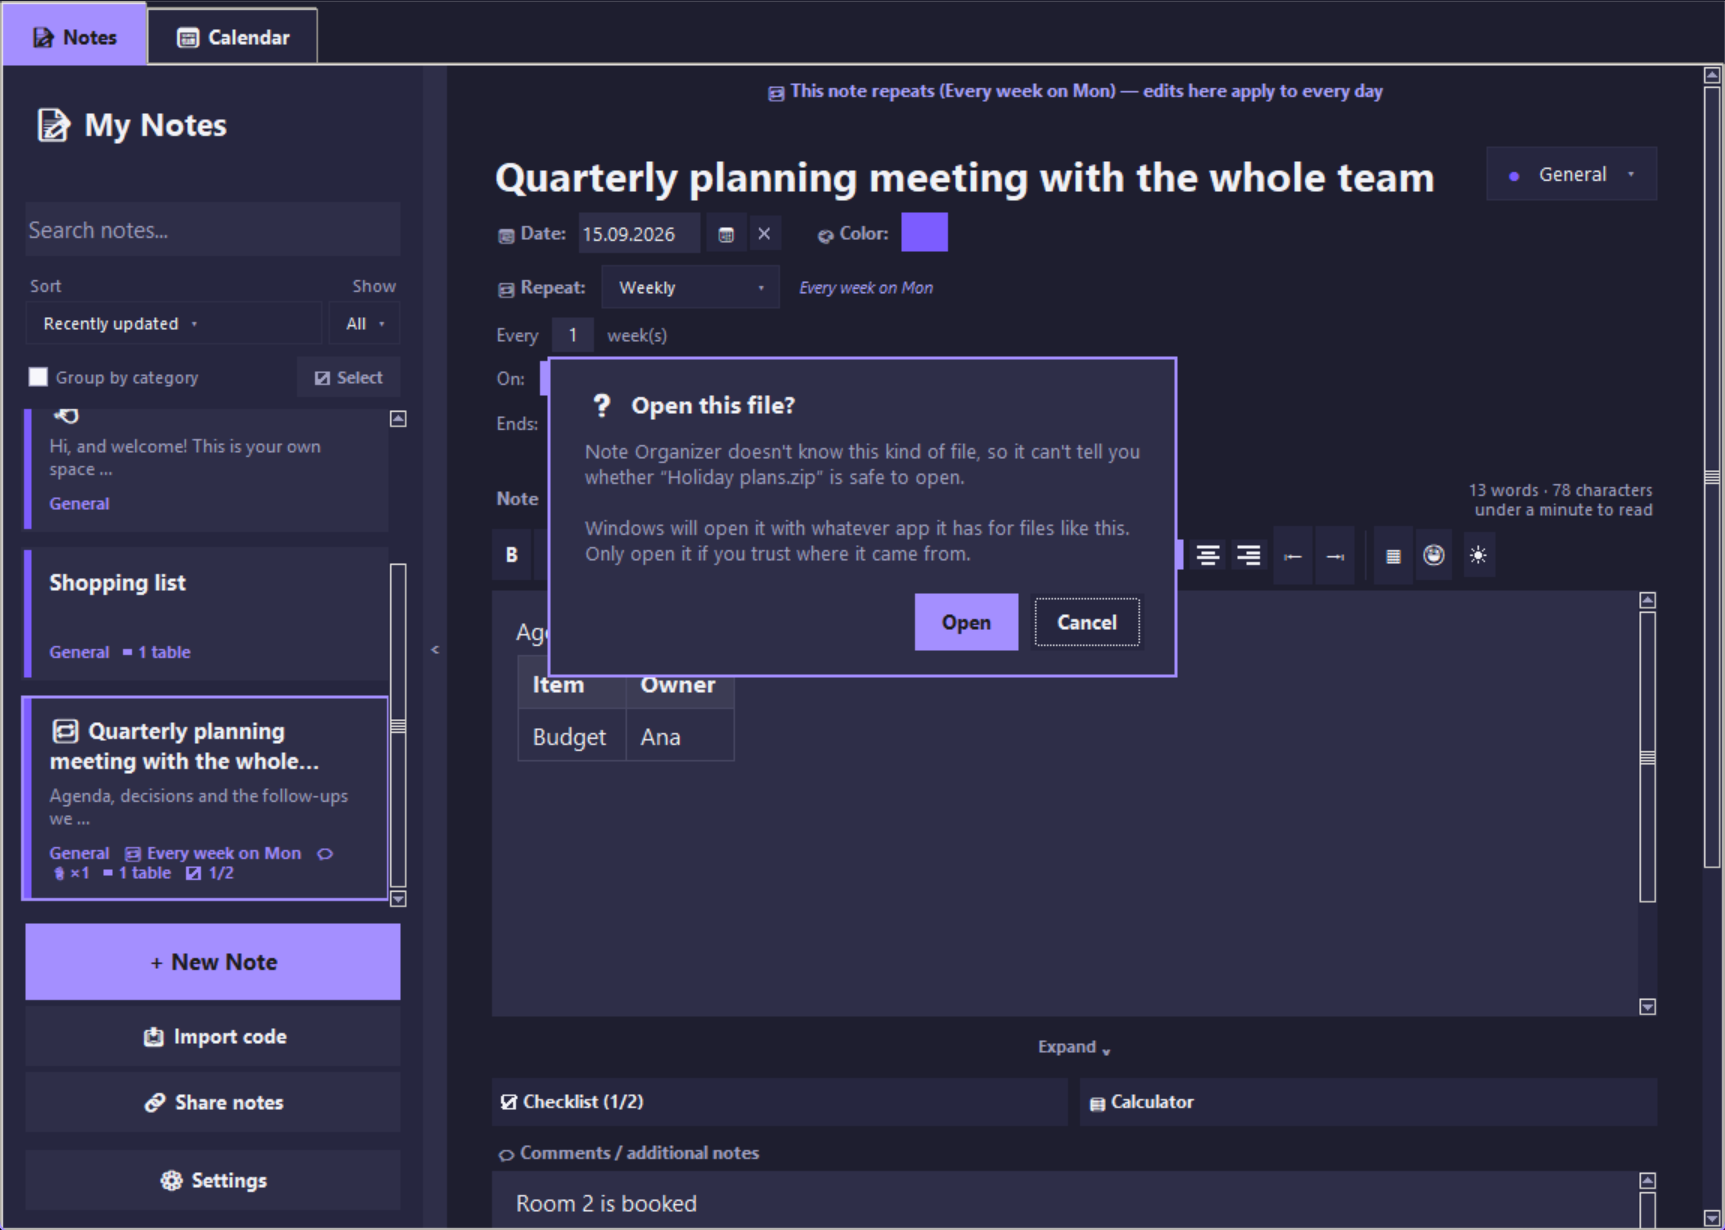 Notes
Calendar
My Notes
Search notes...
Sort
Show
Recently updated
All
Group by category
Select
Hi, and welcome! This is your own
space ...
General
Shopping list
General 1 table
Quarterly planning
meeting with the whole...
Agenda, decisions and the follow-ups
we ...
General Every week on Mon
×1 1 table 1/2
+ New Note
Import code
Share notes
Settings
<
This note repeats (Every week on Mon) — edits here apply to every day
Quarterly planning meeting with the whole team
General
Date: 15.09.2026
Color:
Repeat: Weekly
Every week on Mon
Every 1 week(s)
On:
Ends:
Note
13 words · 78 characters
under a minute to read
B
? Open this file?
Note Organizer doesn't know this kind of file, so it can't tell you
whether “Holiday plans.zip” is safe to open.
Windows will open it with whatever app it has for files like this.
Only open it if you trust where it came from.
Open
Cancel
Item Owner
Budget Ana
Expand
Checklist (1/2)
Calculator
Comments / additional notes
Room 2 is booked